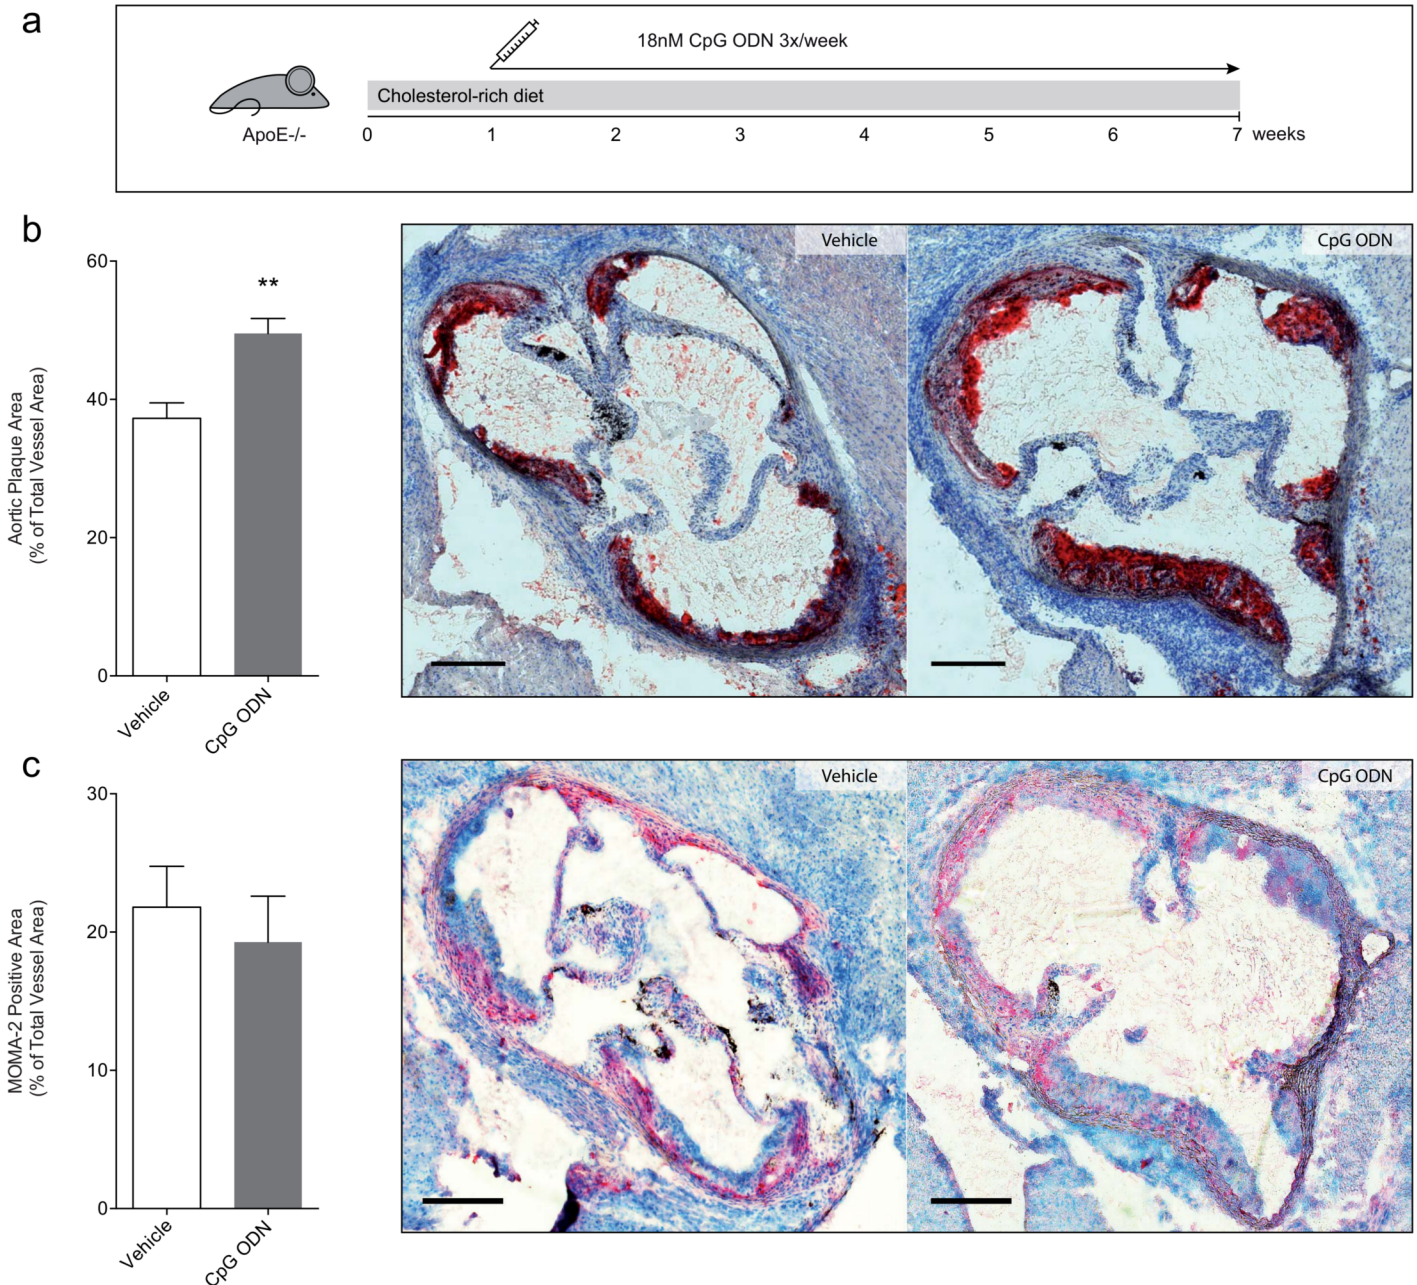 a
18nM CpG ODN 3x/week
Cholesterol-rich diet
ApoE-/-
0 1 2 3 4 5 6 7 weeks
b
Aortic Plaque Area
(% of Total Vessel Area)
60
40
20
0
**
Vehicle
CpG ODN
Vehicle
CpG ODN
c
MOMA-2 Positive Area
(% of Total Vessel Area)
30
20
10
0
Vehicle
CpG ODN
Vehicle
CpG ODN